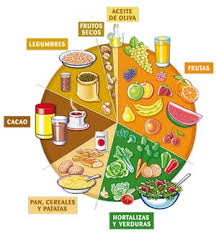 ACEITE
DE OLIVA
FRUTOS
SECOS
LEGUMBRES
FRUTAS
CACAO
PAN, CEREALES
Y PATATAS
HORTALIZAS
Y VERDURAS